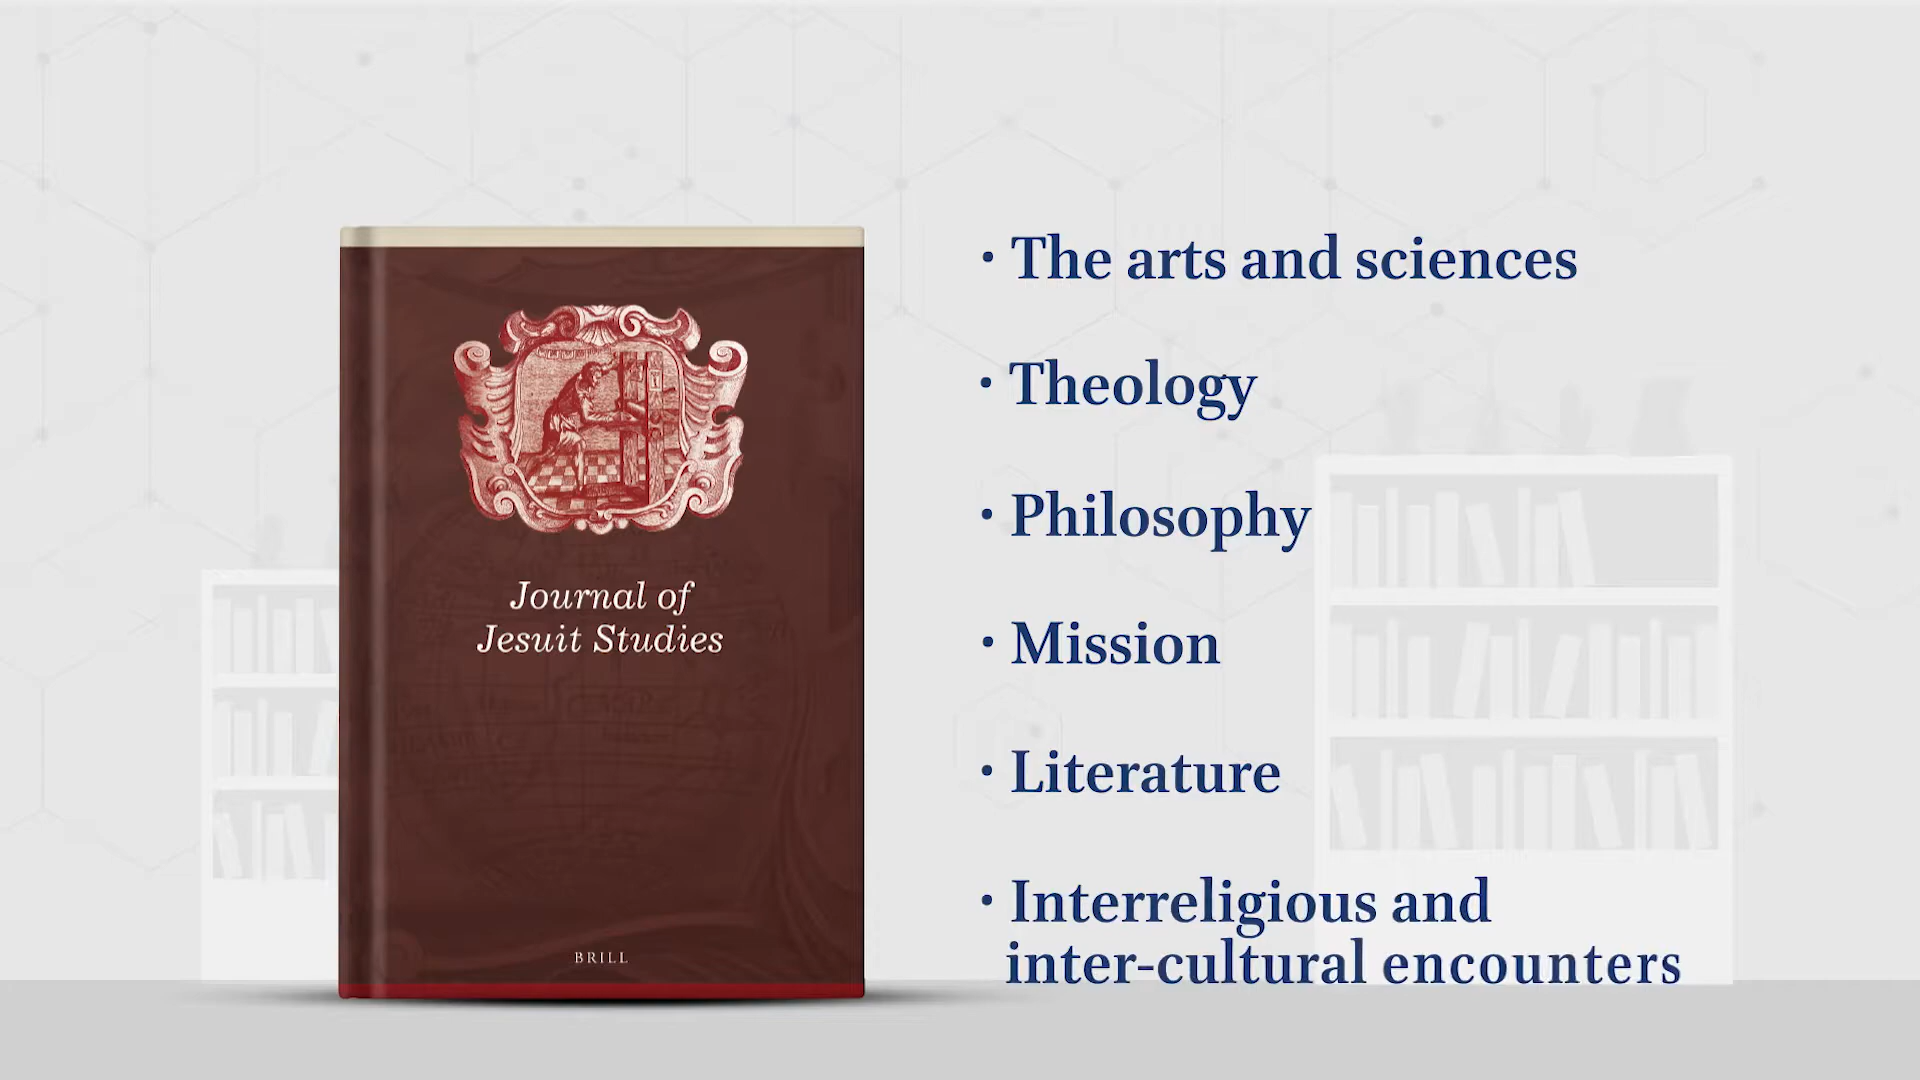 Journal of
Jesuit Studies
BRILL
· The arts and sciences
· Theology
· Philosophy
· Mission
· Literature
· Interreligious and
inter-cultural encounters